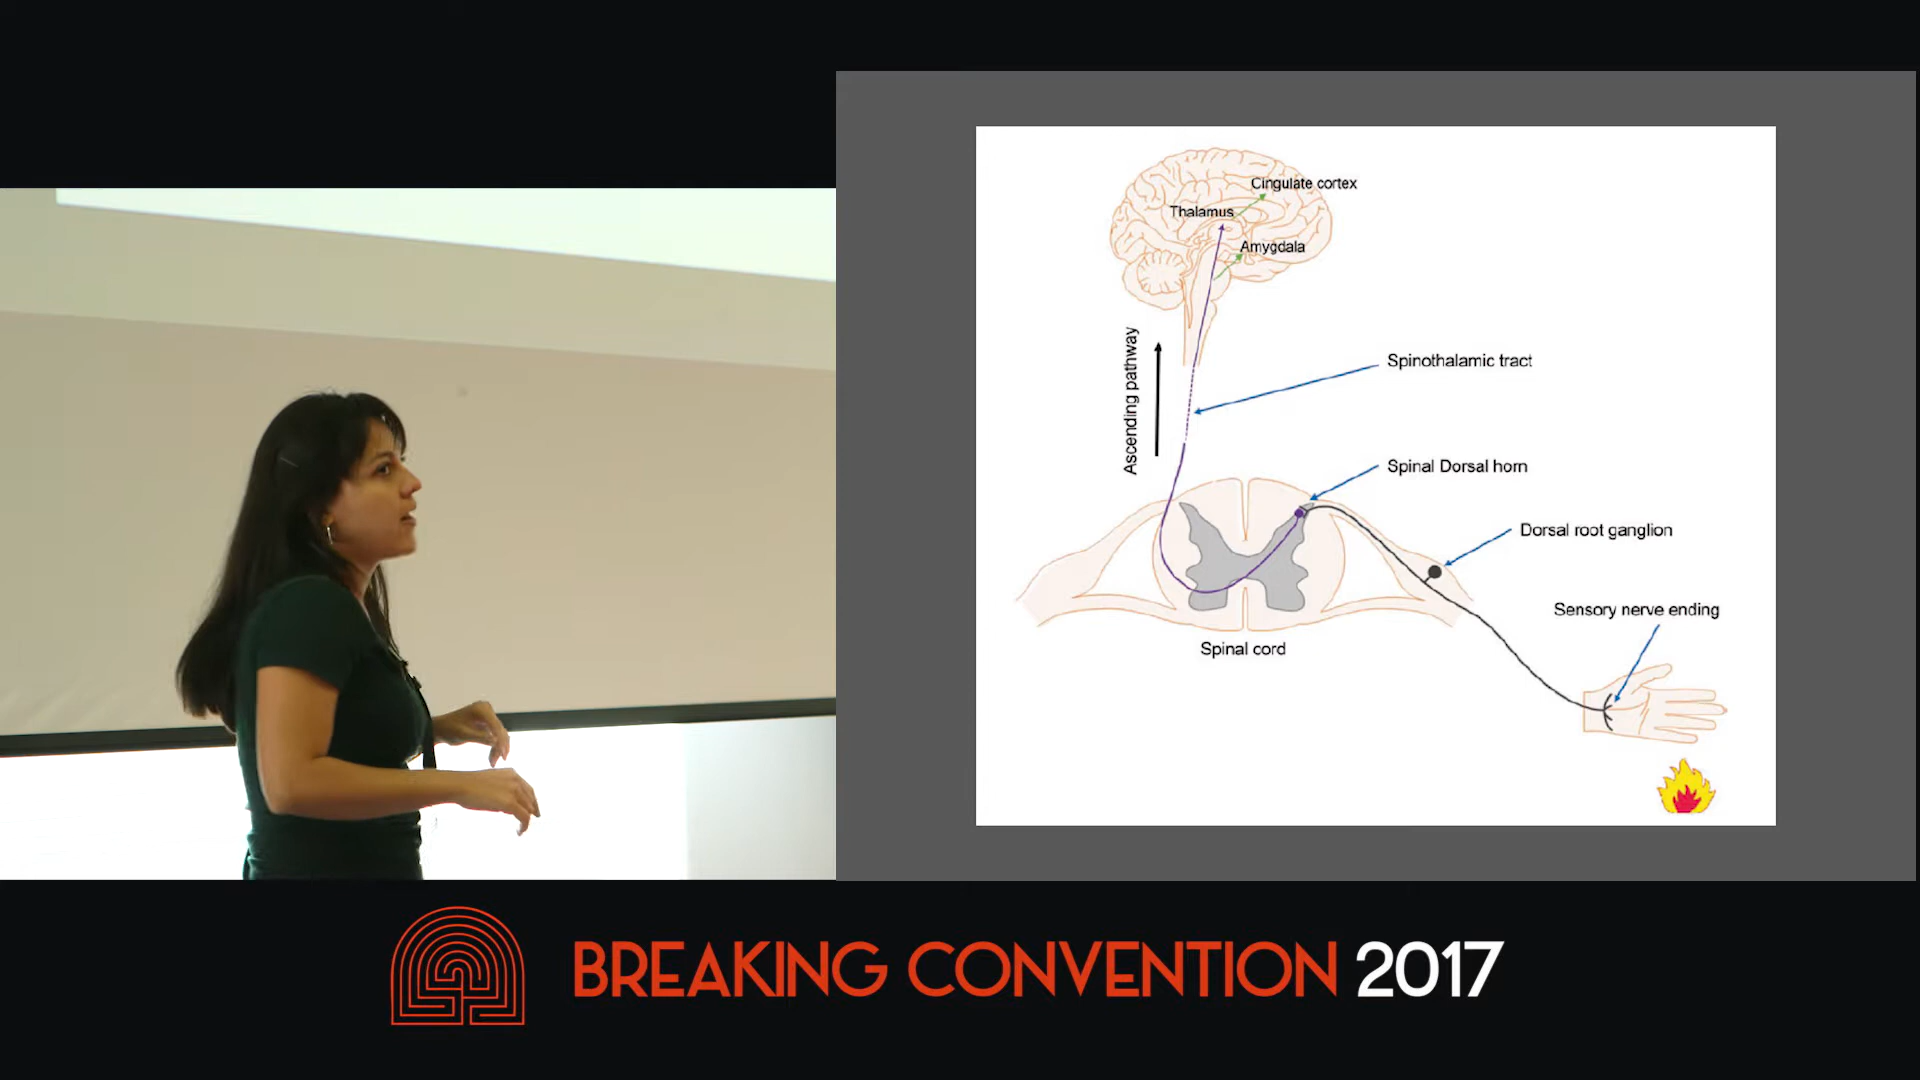 Cingulate cortex
Thalamus
Amygdala
Ascending pathway
Spinothalamic tract
Spinal Dorsal horn
Dorsal root ganglion
Sensory nerve ending
Spinal cord
BREAKING CONVENTION 2017